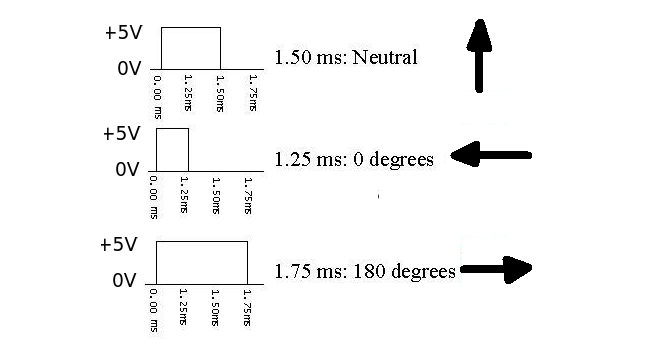 +5V
0V
1.50 ms: Neutral
0.00 ms
1.25ms
1.50ms
1.75ms
+5V
0V
1.25 ms: 0 degrees
0.00 ms
1.25ms
1.50ms
1.75ms
+5V
0V
1.75 ms: 180 degrees
0.00 ms
1.25ms
1.50ms
1.75ms